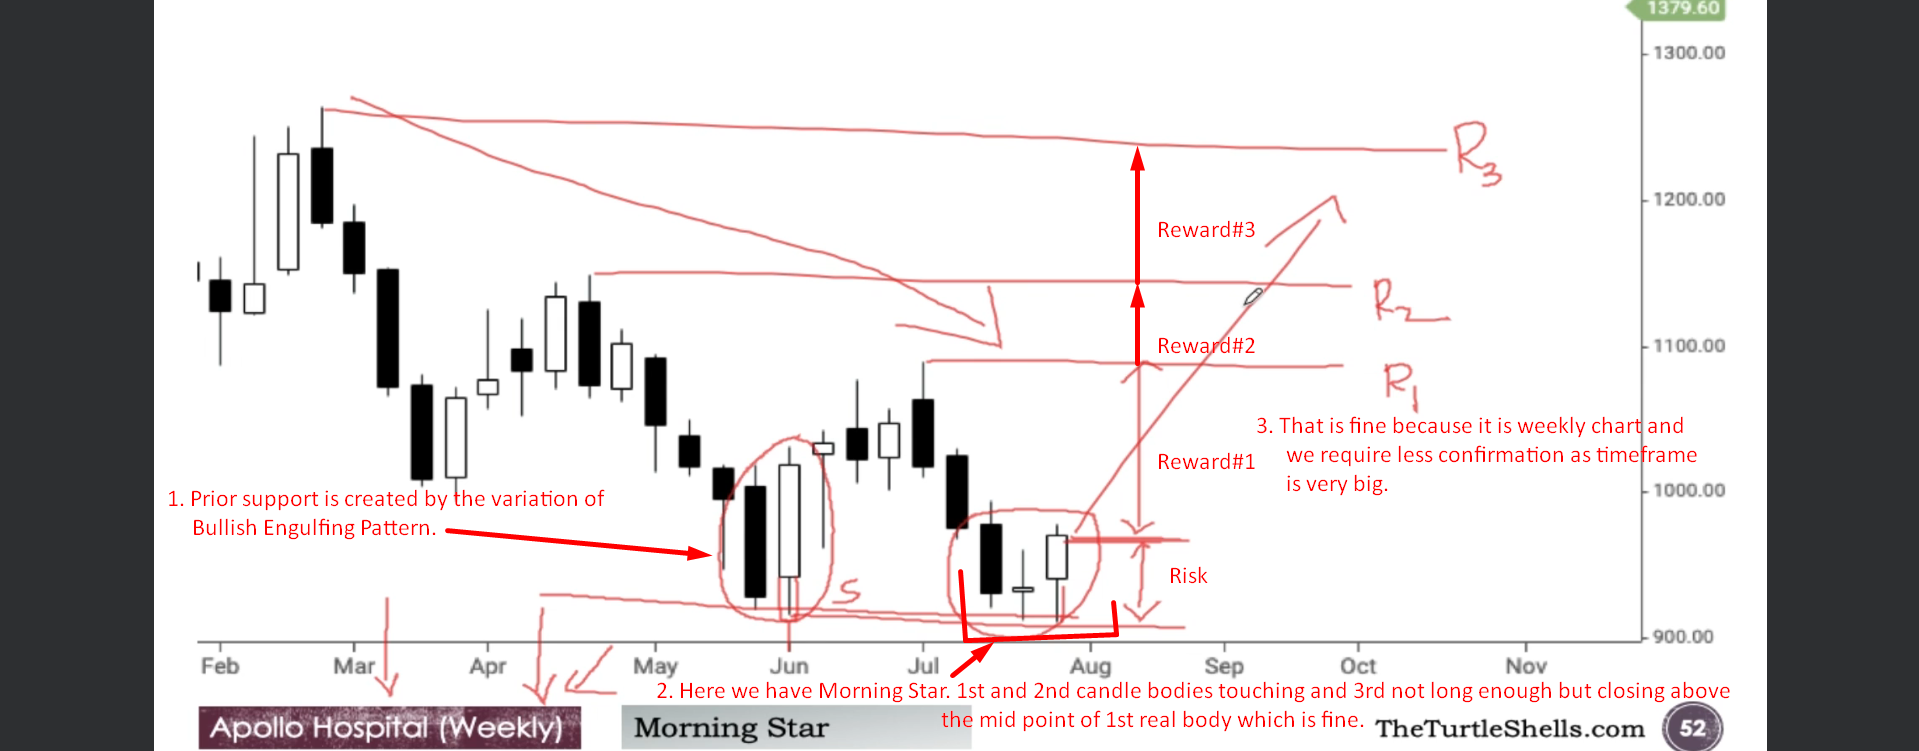 1379.60
1300.00
R3
1200.00
Reward#3
R2
Reward#2
1100.00
R1
3. That is fine because it is weekly chart and
we require less confirmation as timeframe
is very big.
Reward#1
1000.00
1. Prior support is created by the variation of
Bullish Engulfing Pattern.
Risk
S
900.00
Feb Mar Apr May Jun Jul Aug Sep Oct Nov
2. Here we have Morning Star. 1st and 2nd candle bodies touching and 3rd not long enough but closing above
the mid point of 1st real body which is fine.
Apollo Hospital (Weekly)
Morning Star
TheTurtleShells.com
52